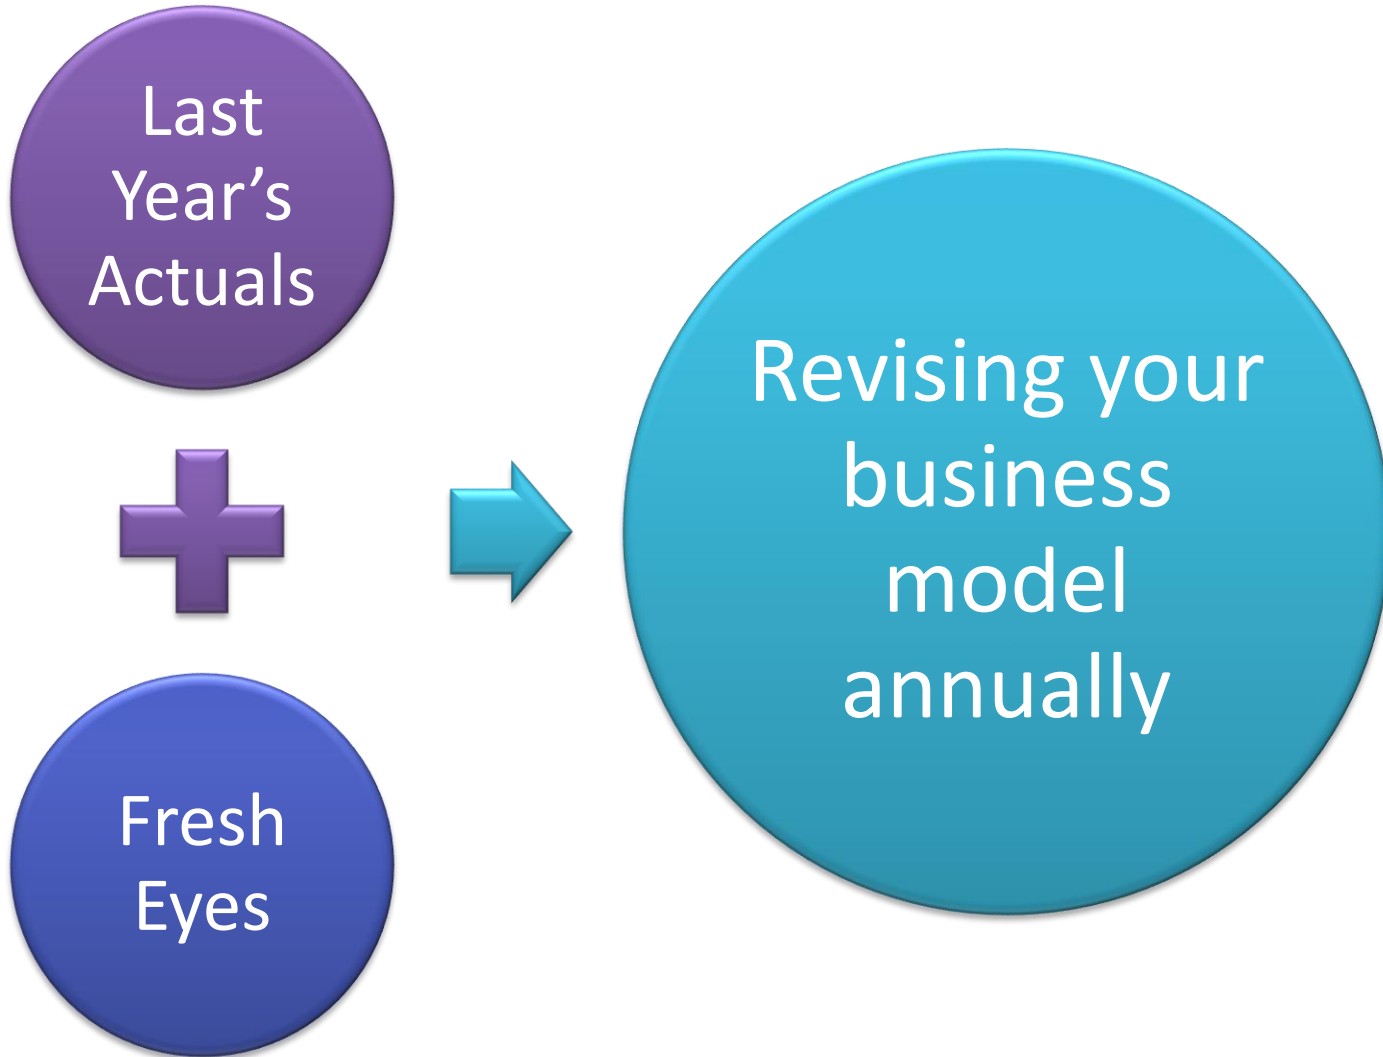 Last
Year’s
Actuals
Fresh
Eyes
Revising your
business
model
annually